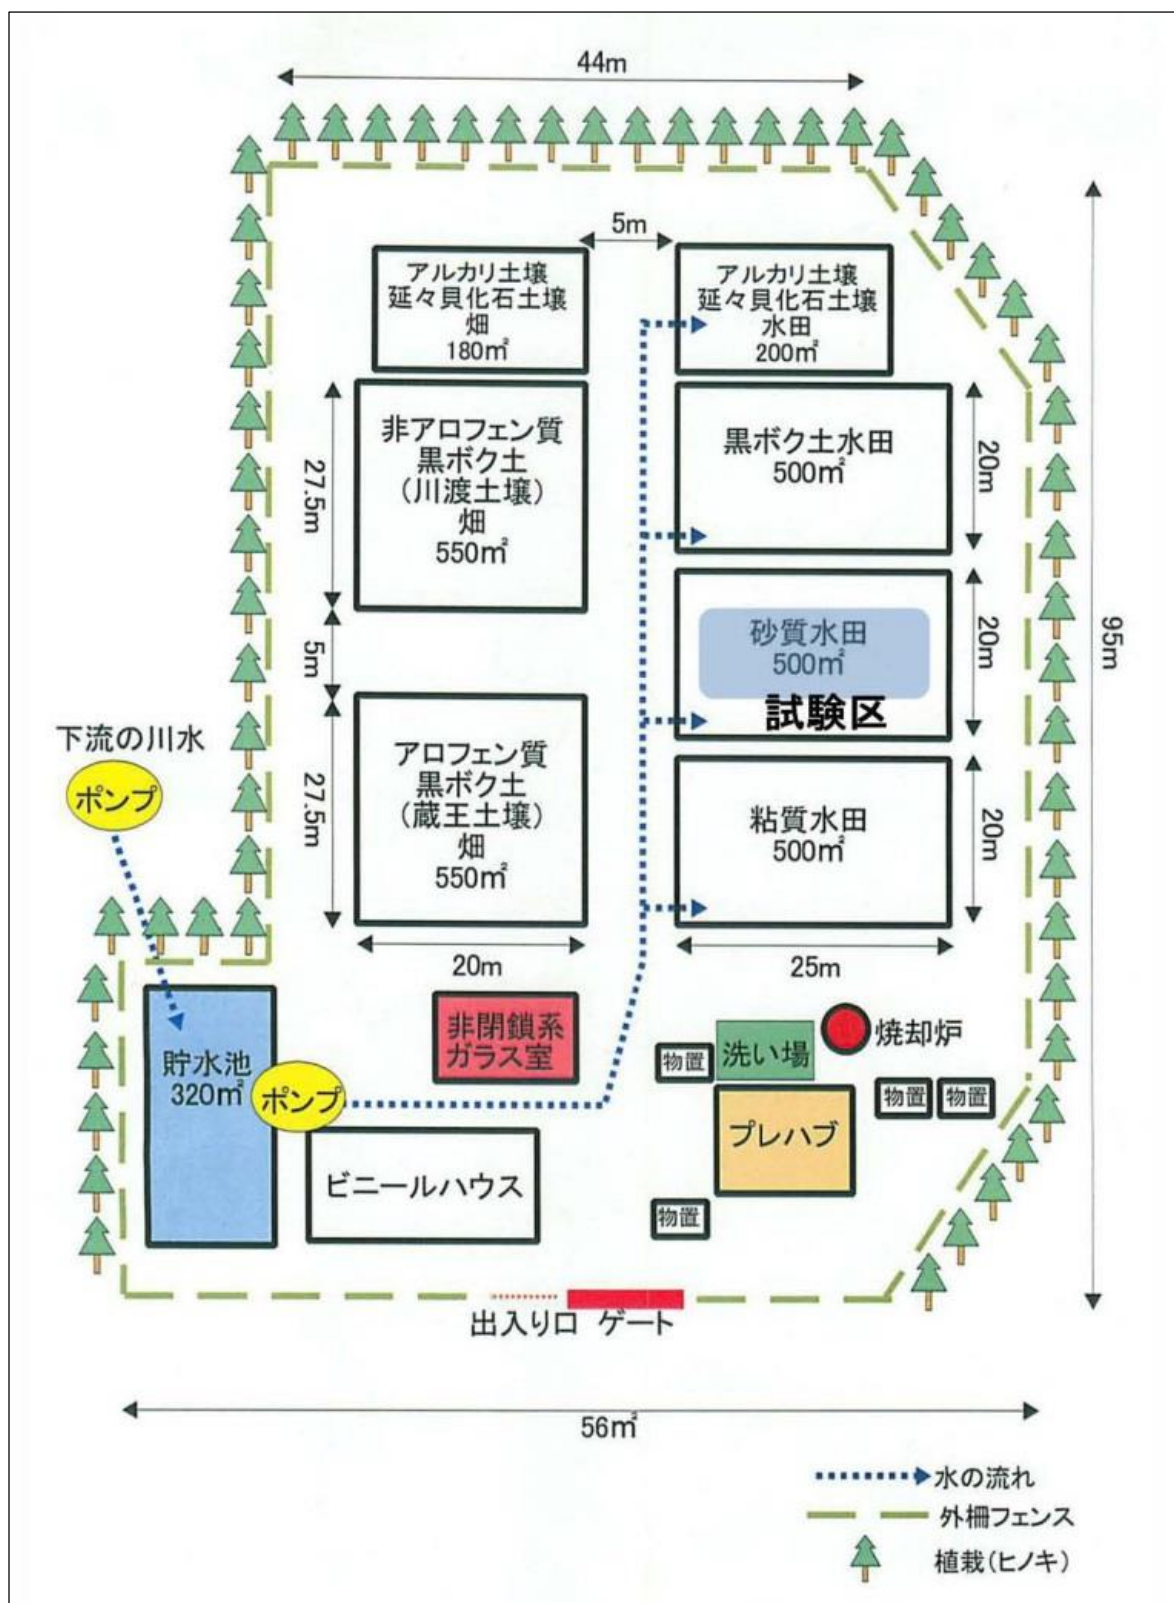 44m
5m
アルカリ土壌
延々貝化石土壌
畑
180㎡
アルカリ土壌
延々貝化石土壌
水田
200㎡
非アロフェン質
黒ボク土
（川渡土壌）
畑
550㎡
27.5m
黒ボク土水田
500㎡
20m
5m
砂質水田
500㎡
試験区
20m
95m
下流の川水
ポンプ
アロフェン質
黒ボク土
（蔵王土壌）
畑
550㎡
27.5m
粘質水田
500㎡
20m
20m
25m
貯水池
320㎡
ポンプ
非閉鎖系
ガラス室
物置
洗い場
焼却炉
物置
物置
プレハブ
ビニールハウス
物置
出入り口 ゲート
56㎡
水の流れ
外柵フェンス
植栽（ヒノキ）